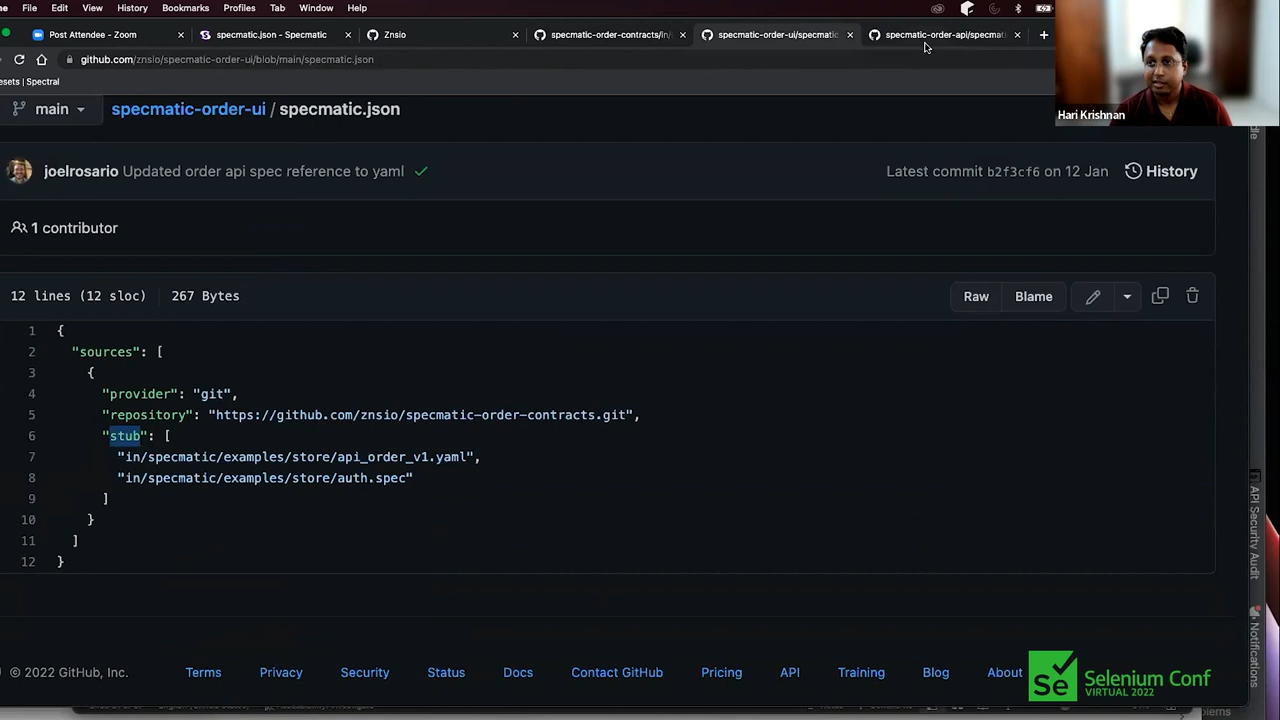 File Edit View History Bookmarks Profiles Tab Window Help
Post Attendee - Zoom
specmatic.json - Specmatic
Znsio
specmatic-order-contracts/in/
specmatic-order-ui/specmatic
specmatic-order-api/specmat
github.com/znsio/specmatic-order-ui/blob/main/specmatic.json
esets | Spectral
Hari Krishnan
main
specmatic-order-ui / specmatic.json
joelrosario Updated order api spec reference to yaml
Latest commit b2f3cf6 on 12 Jan
History
1 contributor
12 lines (12 sloc) 267 Bytes
Raw Blame
1 {
2 "sources": [
3 {
4 "provider": "git",
5 "repository": "https://github.com/znsio/specmatic-order-contracts.git",
6 "stub": [
7 "in/specmatic/examples/store/api_order_v1.yaml",
8 "in/specmatic/examples/store/auth.spec"
9 ]
10 }
11 ]
12 }
API Security Audit
Notifications
© 2022 GitHub, Inc. Terms Privacy Security Status Docs Contact GitHub Pricing API Training Blog About
Se
Selenium Conf
VIRTUAL 2022